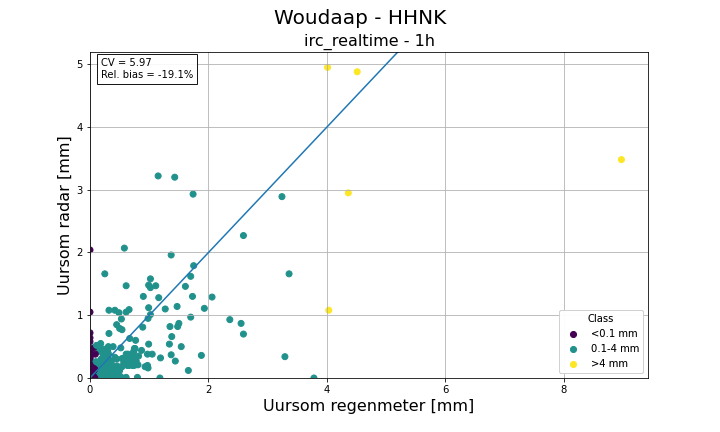 Woudaap - HHNK
irc_realtime - 1h
CV = 5.97
Rel. bias = -19.1%
Uursom radar [mm]
5
4
3
2
1
0
0
2
4
6
8
Uursom regenmeter [mm]
Class
<0.1 mm
0.1-4 mm
>4 mm